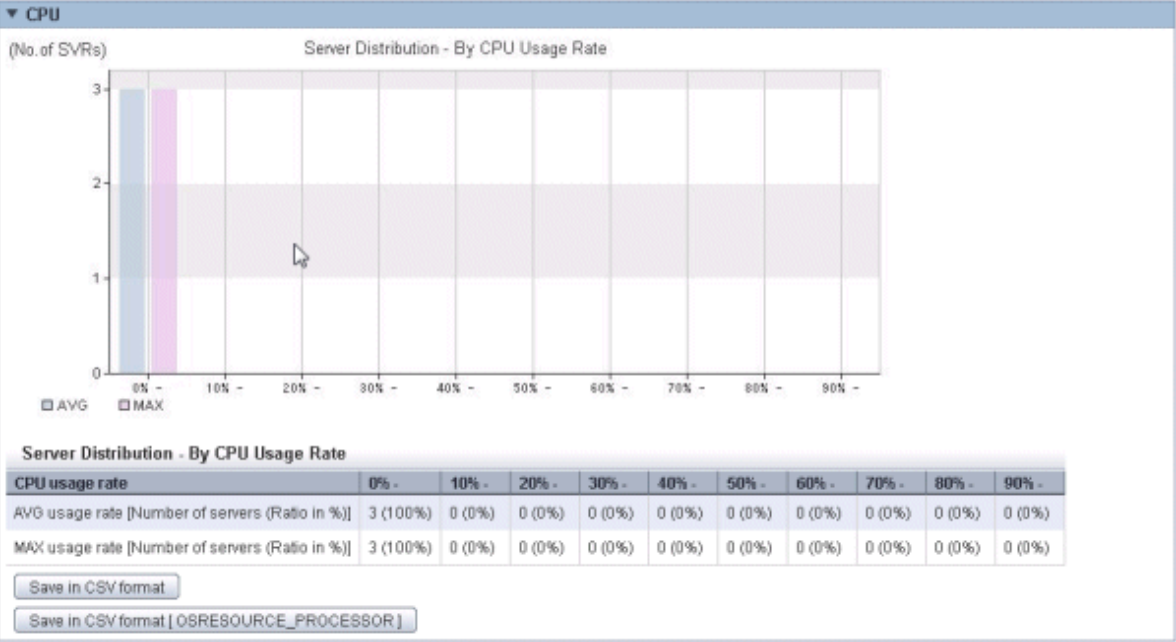 ▼ CPU
(No.of SVRs)
Server Distribution - By CPU Usage Rate
3
2
1
0
0% - 10% - 20% - 30% - 40% - 50% - 60% - 70% - 80% - 90% -
AVG MAX
Server Distribution - By CPU Usage Rate
CPU usage rate 0% - 10% - 20% - 30% - 40% - 50% - 60% - 70% - 80% - 90% -
AVG usage rate [Number of servers (Ratio in %)] 3 (100%) 0 (0%) 0 (0%) 0 (0%) 0 (0%) 0 (0%) 0 (0%) 0 (0%) 0 (0%) 0 (0%)
MAX usage rate [Number of servers (Ratio in %)] 3 (100%) 0 (0%) 0 (0%) 0 (0%) 0 (0%) 0 (0%) 0 (0%) 0 (0%) 0 (0%) 0 (0%)
Save in CSV format
Save in CSV format [ OSRESOURCE_PROCESSOR ]